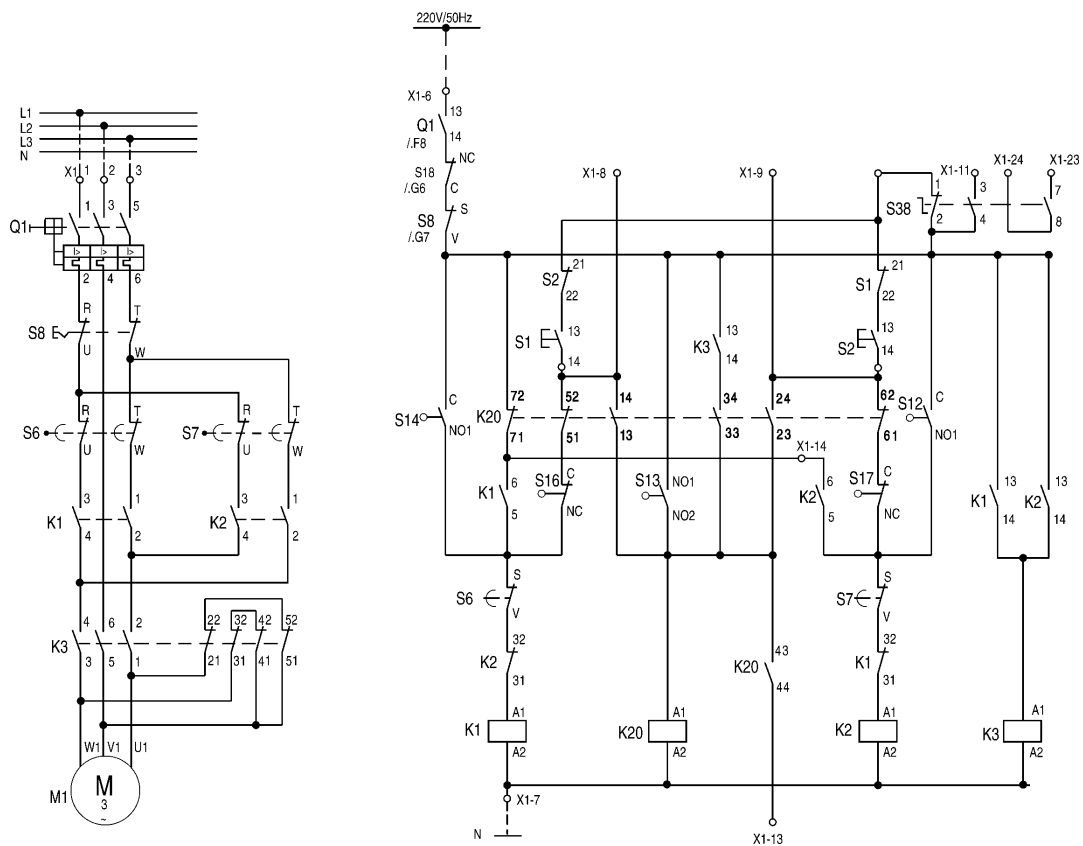 220V/50Hz
X1-6
13
Q1
14
/.F8
NC
S18
/.G6
C
S
S8
/.G7
V
L1
L2
L3
N
X1 1 2 3
1 3 5
Q1
I> I> I>
2 4 6
R T
S8
U W
R T R T
S6 S7
U W U W
3 1 3 1
K1 K2
4 2 4 2
4 6 2 22 32 42 52
K3
3 5 1 21 31 41 51
W1 V1 U1
M1
M
3
~
X1-8 X1-9 X1-11 X1-24 X1-23
1 3 7
S38
2 4 8
21 21
S2 S1
22 22
13 13 13
S1 K3 S2
14 14 14
C 72 52 14 34 24 62 C
S14 K20 S12
NO1 71 51 13 33 23 61 NO1
X1-14
6 C NO1 6 C 13 13
K1 S16 S13 K2 S17 K1 K2
5 NC NO2 5 NC 14 14
S S
S6 S7
V V
32 43 32
K2 K20 K1
31 44 31
A1 A1 A1 A1
K1 K20 K2 K3
A2 A2 A2 A2
X1-7
N
X1-13